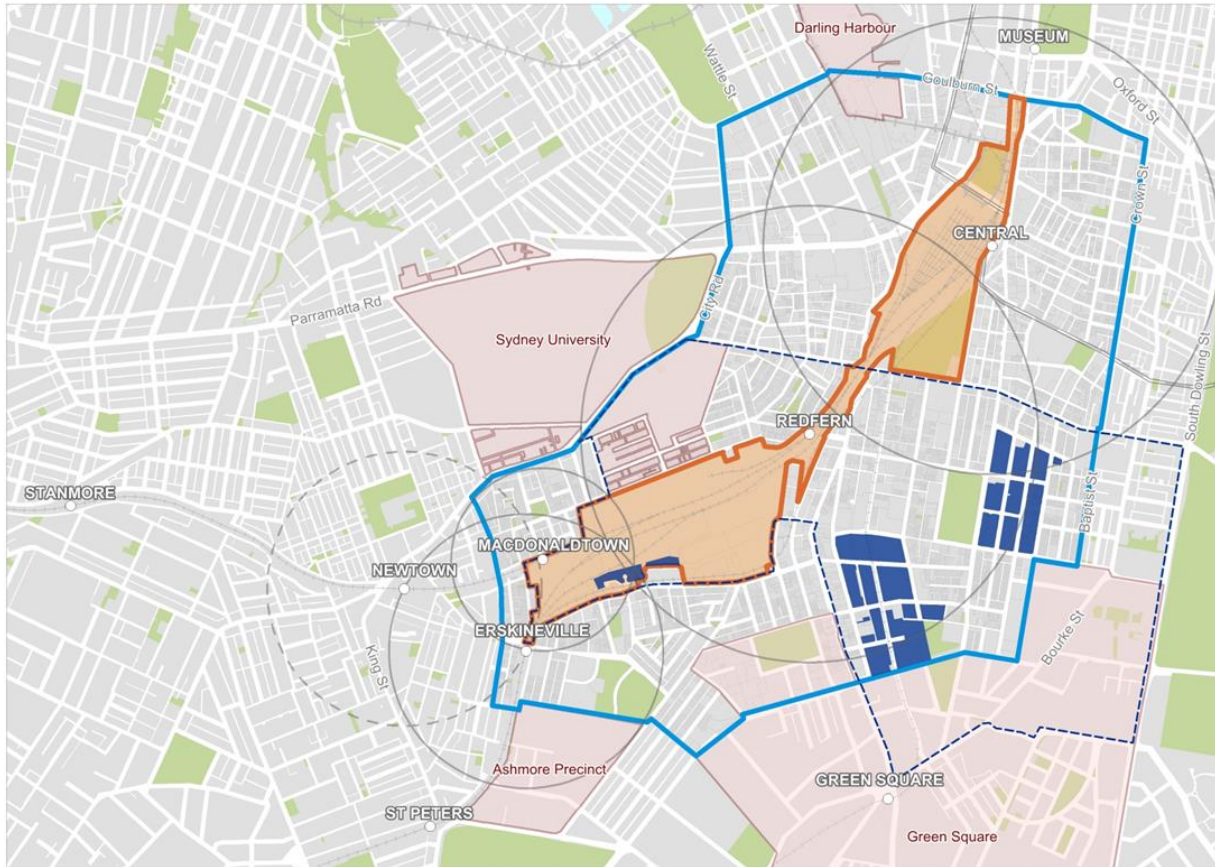 Darling Harbour
MUSEUM
Wattle St
Goulburn St
Oxford St
Crown St
CENTRAL
Parramatta Rd
City Rd
Sydney University
South Dowling St
REDFERN
STANMORE
Baptist St
MACDONALDTOWN
NEWTOWN
ERSKINEVILLE
King St
Bourke St
Ashmore Precinct
GREEN SQUARE
ST PETERS
Green Square